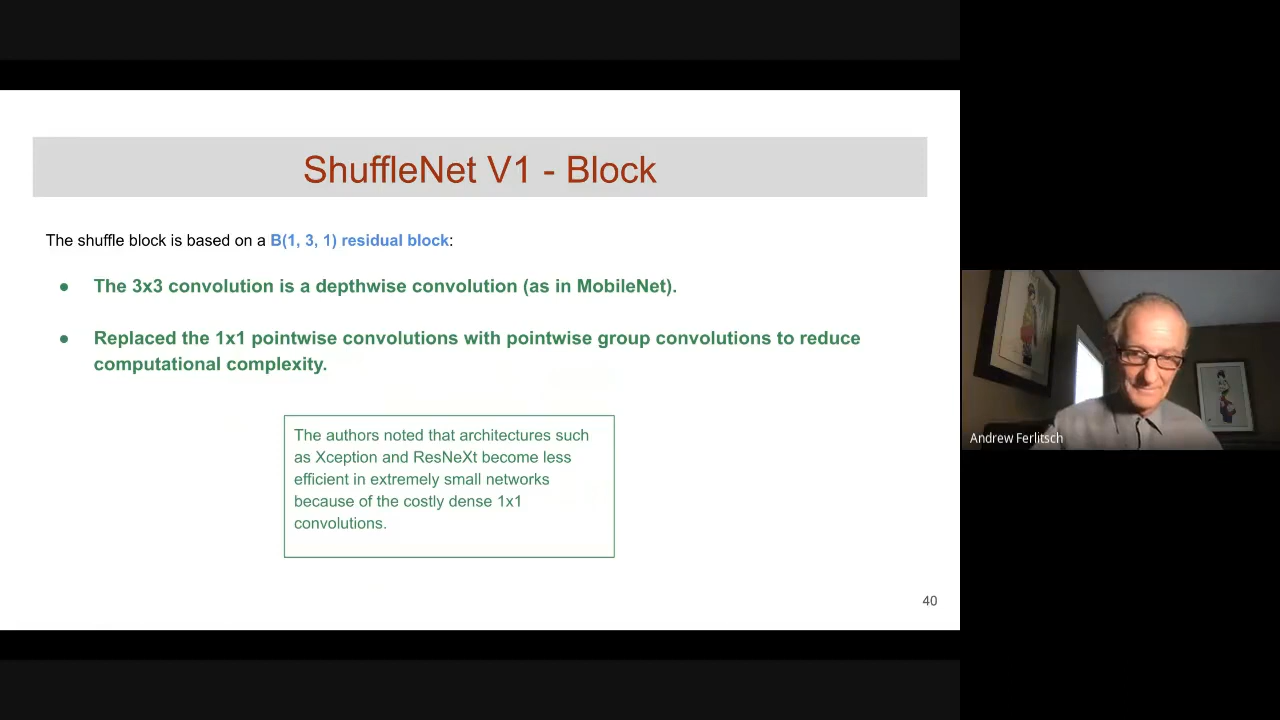 ShuffleNet V1 - Block
The shuffle block is based on a B(1, 3, 1) residual block:
● The 3x3 convolution is a depthwise convolution (as in MobileNet).
● Replaced the 1x1 pointwise convolutions with pointwise group convolutions to reduce
computational complexity.
The authors noted that architectures such
as Xception and ResNeXt become less
efficient in extremely small networks
because of the costly dense 1x1
convolutions.
40
Andrew Ferlitsch